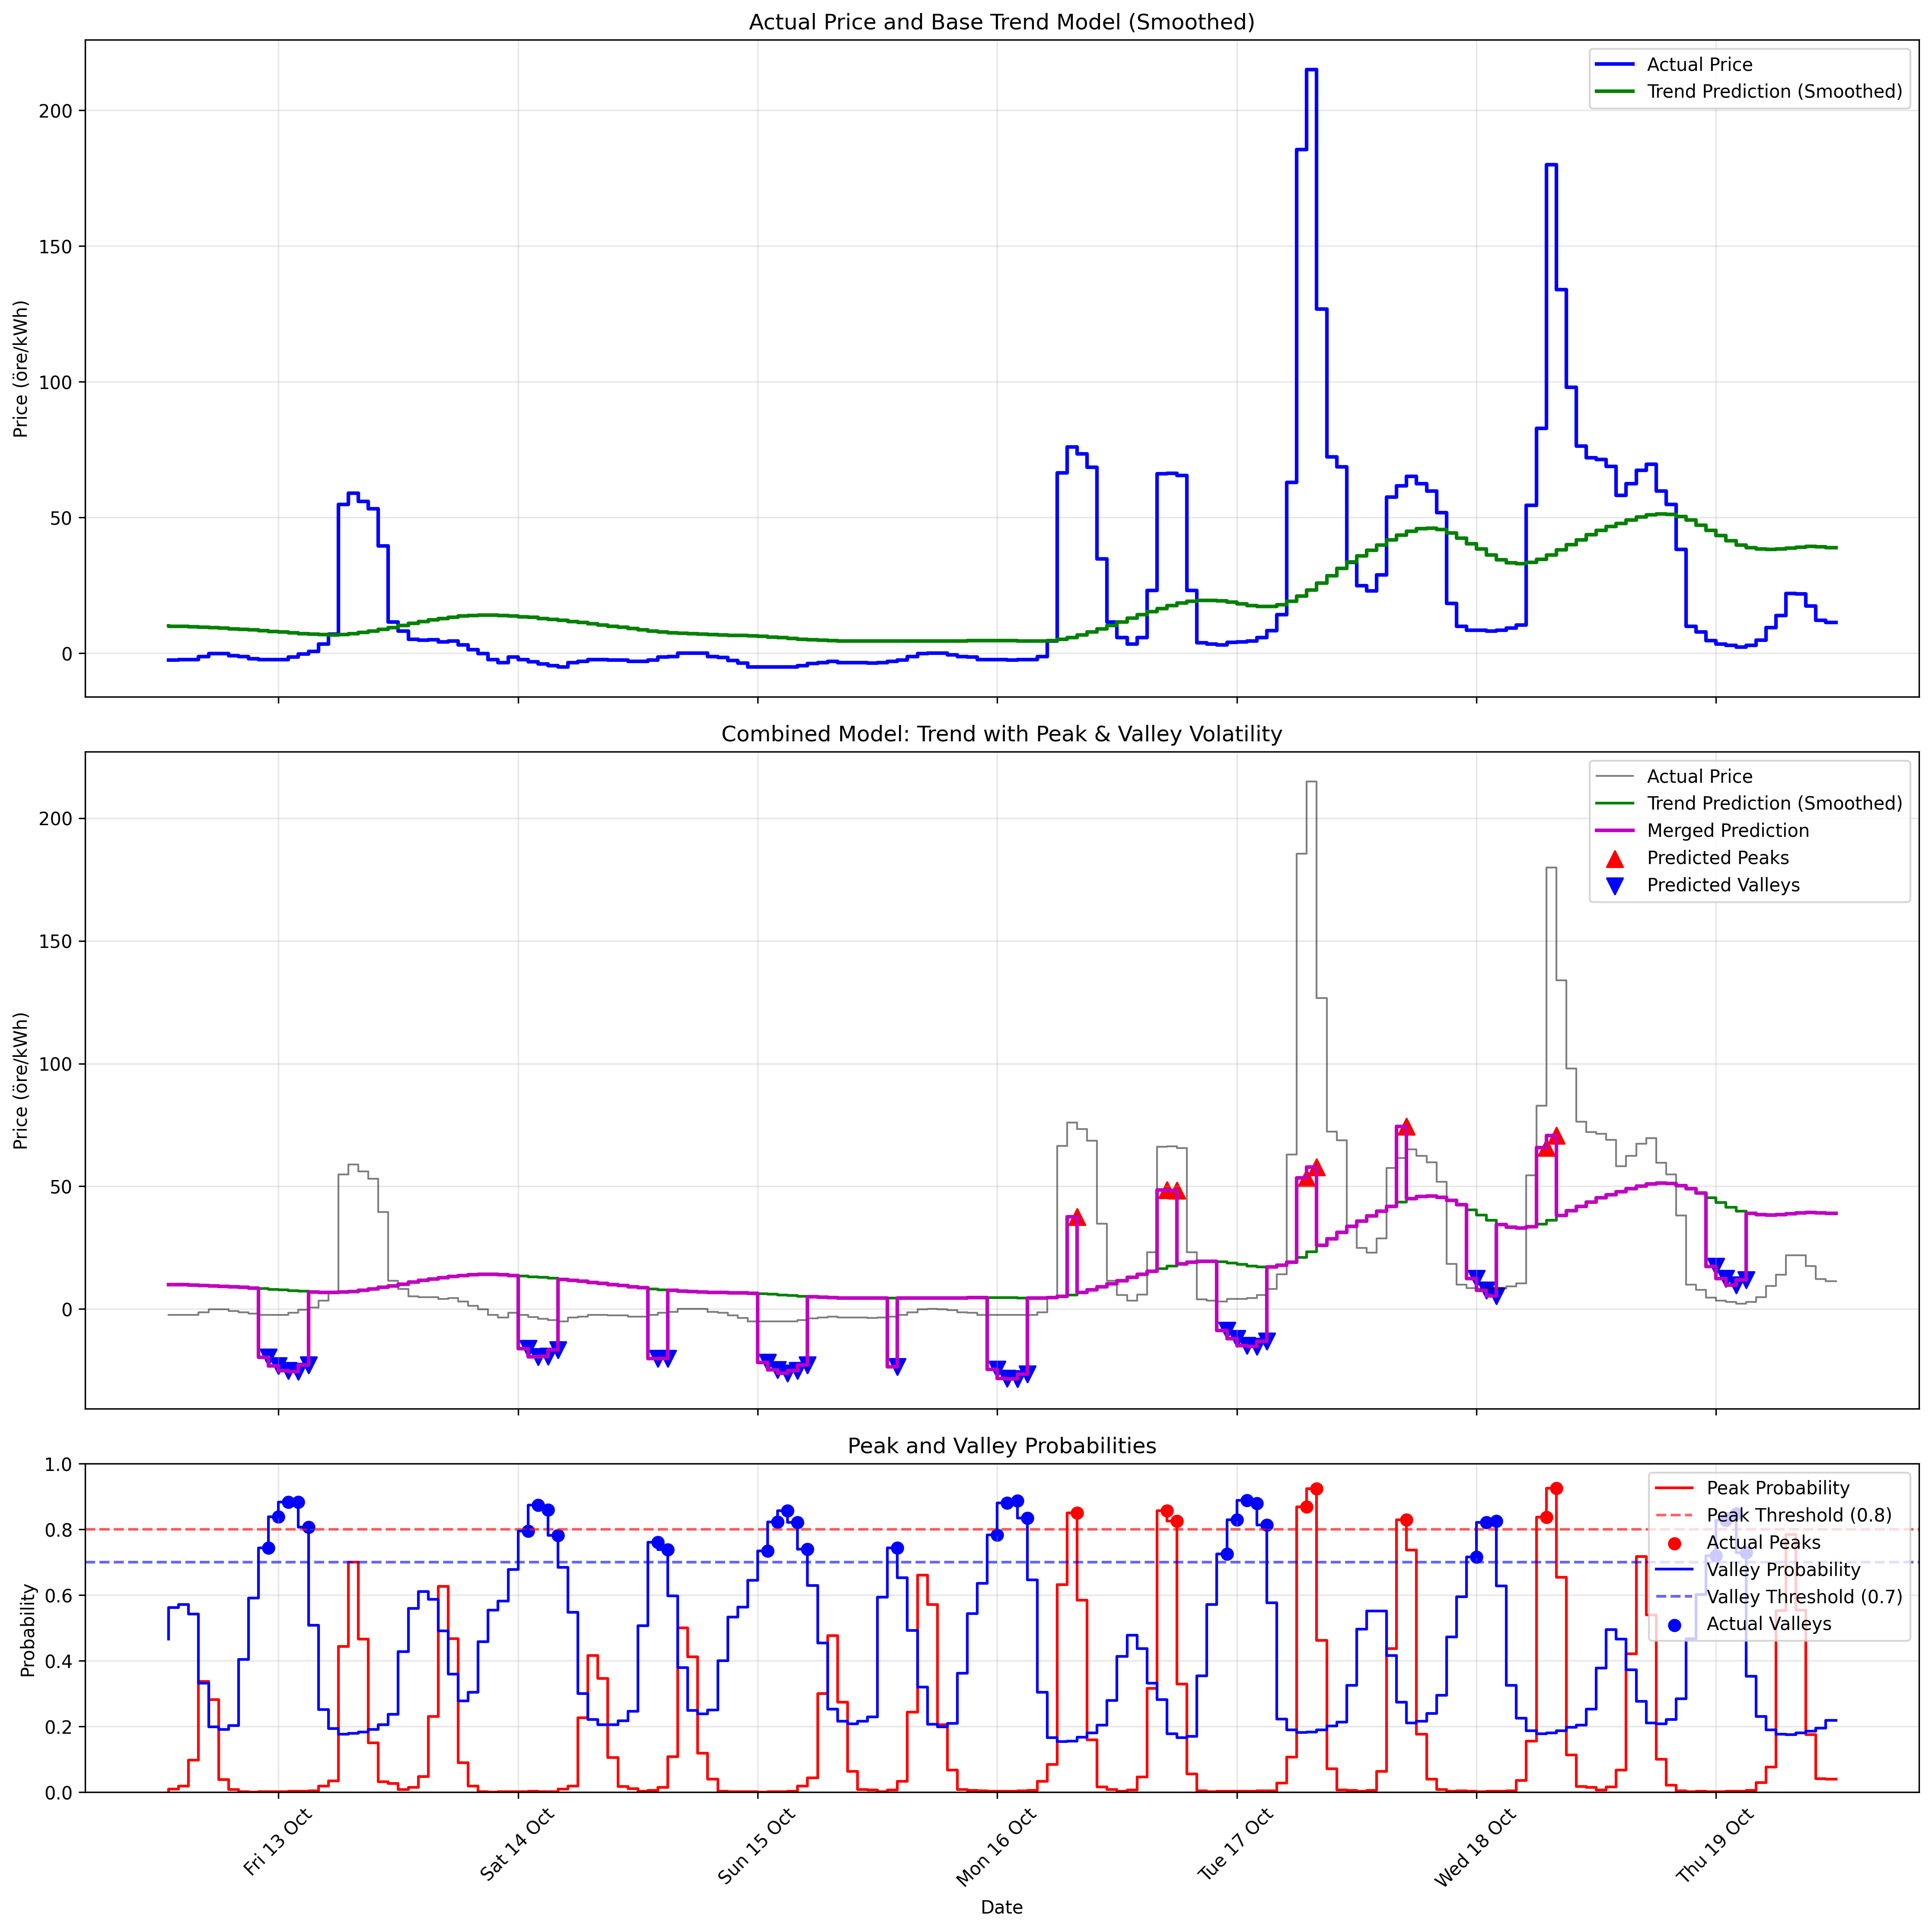 Actual Price and Base Trend Model (Smoothed)
Actual Price
Trend Prediction (Smoothed)
Price (öre/kWh)
200
150
100
50
0
Combined Model: Trend with Peak & Valley Volatility
Actual Price
Trend Prediction (Smoothed)
Merged Prediction
Predicted Peaks
Predicted Valleys
Price (öre/kWh)
200
150
100
50
0
Peak and Valley Probabilities
Peak Probability
Peak Threshold (0.8)
Actual Peaks
Valley Probability
Valley Threshold (0.7)
Actual Valleys
Probability
1.0
0.8
0.6
0.4
0.2
0.0
Fri 13 Oct
Sat 14 Oct
Sun 15 Oct
Mon 16 Oct
Tue 17 Oct
Wed 18 Oct
Thu 19 Oct
Date